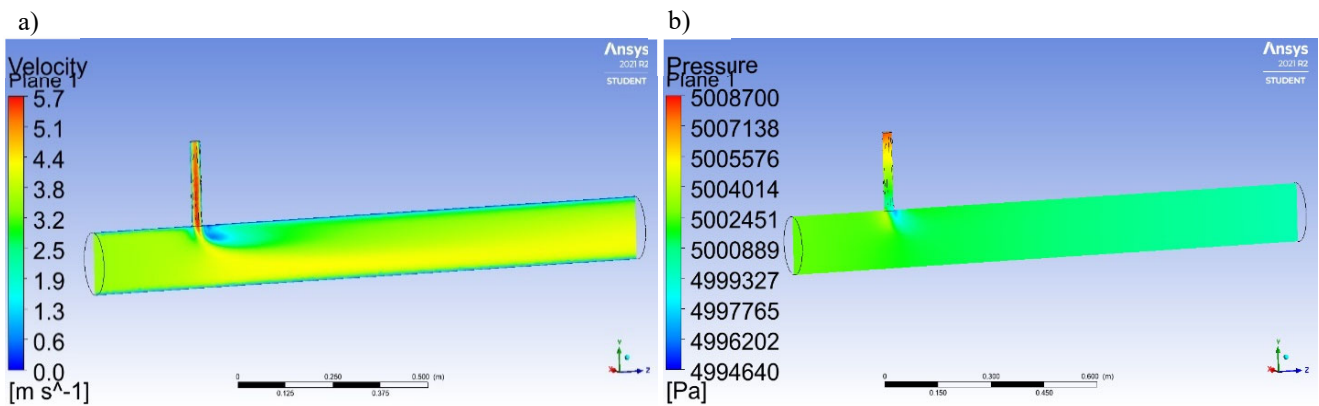 a)
Velocity
Plane 1
5.7
5.1
4.4
3.8
3.2
2.5
1.9
1.3
0.6
0.0
[m s^-1]
Ansys
2021 R2
STUDENT
0 0.250 0.500 (m)
0.125 0.375
Y
X
Z
b)
Pressure
Plane 1
5008700
5007138
5005576
5004014
5002451
5000889
4999327
4997765
4996202
4994640
[Pa]
Ansys
2021 R2
STUDENT
0 0.300 0.600 (m)
0.150 0.450
Y
X
Z